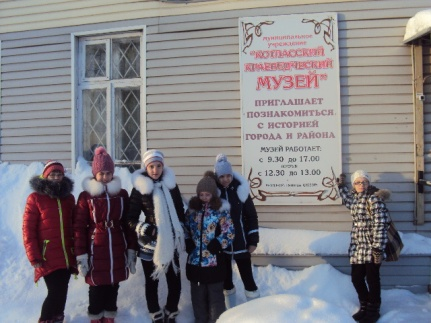 муниципальное
учреждение
"КОТЛАССКИЙ
КРАЕВЕДЧЕСКИЙ
МУЗЕЙ"
ПРИГЛАШАЕТ
ПОЗНАКОМИТЬСЯ
С ИСТОРИЕЙ
ГОРОДА И РАЙОНА
МУЗЕЙ РАБОТАЕТ:
С 9.30 ДО 17.00
С 12.30 ДО 13.00